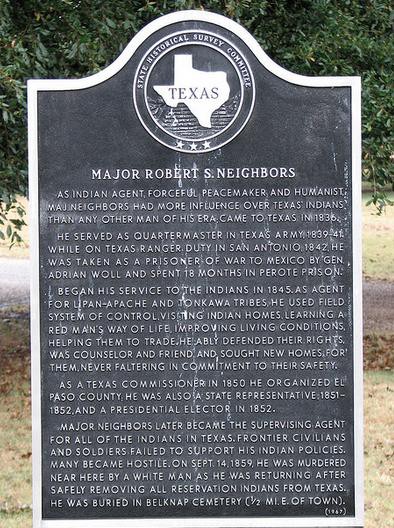 STATE HISTORICAL SURVEY COMMITTEE
TEXAS
MAJOR ROBERT S. NEIGHBORS
AS INDIAN AGENT, FORCEFUL PEACEMAKER, AND HUMANIST,
MAJ. NEIGHBORS HAD MORE INFLUENCE OVER TEXAS' INDIANS
THAN ANY OTHER MAN OF HIS ERA. CAME TO TEXAS IN 1836.
HE SERVED AS QUARTERMASTER IN TEXAS ARMY, 1839-41.
WHILE ON TEXAS RANGER DUTY IN SAN ANTONIO, 1842, HE
WAS TAKEN AS A PRISONER OF WAR TO MEXICO BY GEN.
ADRIAN WOLL AND SPENT 18 MONTHS IN PEROTE PRISON.
BEGAN HIS SERVICE TO THE INDIANS IN 1845. AS AGENT
FOR LIPAN-APACHE AND TONKAWA TRIBES, HE USED FIELD
SYSTEM OF CONTROL, VISITING INDIAN HOMES, LEARNING A
RED MAN'S WAY OF LIFE, IMPROVING LIVING CONDITIONS,
HELPING THEM TO TRADE. HE ABLY DEFENDED THEIR RIGHTS,
WAS COUNSELOR AND FRIEND, AND SOUGHT NEW HOMES FOR
THEM, NEVER FALTERING IN COMMITMENT TO THEIR SAFETY.
AS A TEXAS COMMISSIONER IN 1850 HE ORGANIZED EL
PASO COUNTY. HE WAS ALSO A STATE REPRESENTATIVE, 1851-
1852, AND A PRESIDENTIAL ELECTOR IN 1852.
MAJOR NEIGHBORS LATER BECAME THE SUPERVISING AGENT
FOR ALL OF THE INDIANS IN TEXAS. FRONTIER CIVILIANS
AND SOLDIERS FAILED TO SUPPORT HIS INDIAN POLICIES.
MANY BECAME HOSTILE. ON SEPT. 14, 1859, HE WAS MURDERED
NEAR HERE BY A WHITE MAN AS HE WAS RETURNING AFTER
SAFELY REMOVING ALL RESERVATION INDIANS FROM TEXAS.
HE WAS BURIED IN BELKNAP CEMETERY (½ MI. E. OF TOWN).
(1967)